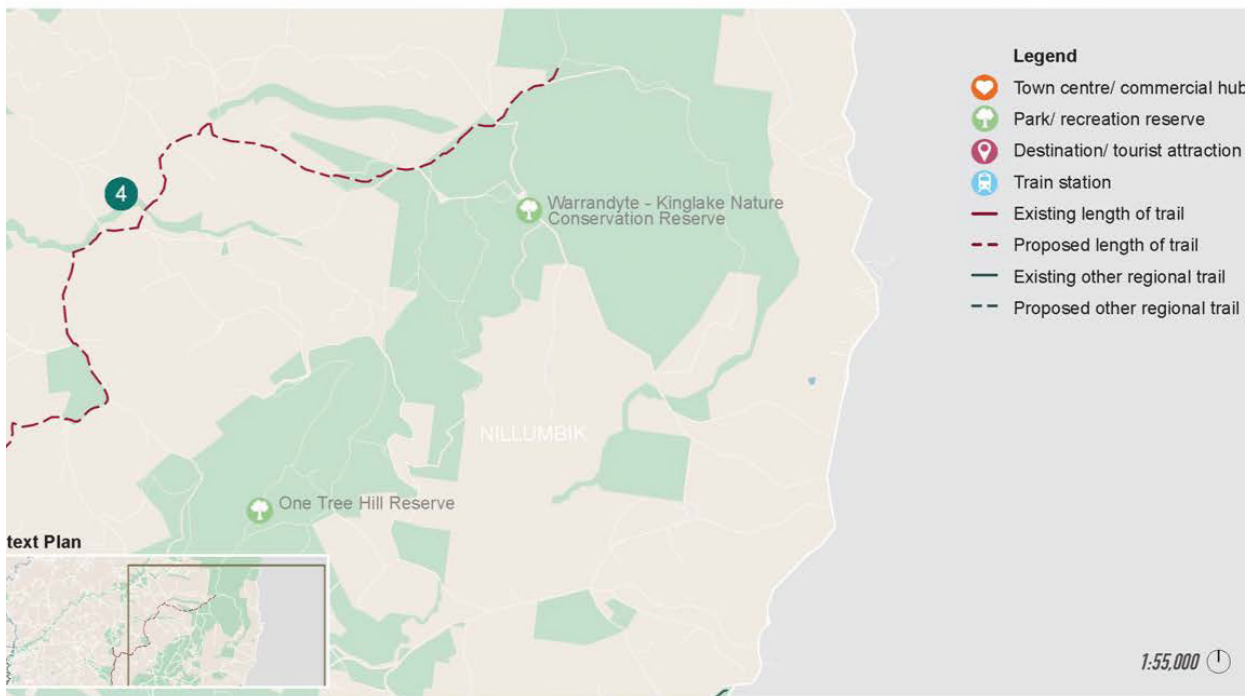 Legend
Town centre/ commercial hub
Park/ recreation reserve
Destination/ tourist attraction
Train station
Existing length of trail
Proposed length of trail
Existing other regional trail
Proposed other regional trail
4
Warrandyte - Kinglake Nature
Conservation Reserve
NILLUMBIK
One Tree Hill Reserve
text Plan
1:55,000